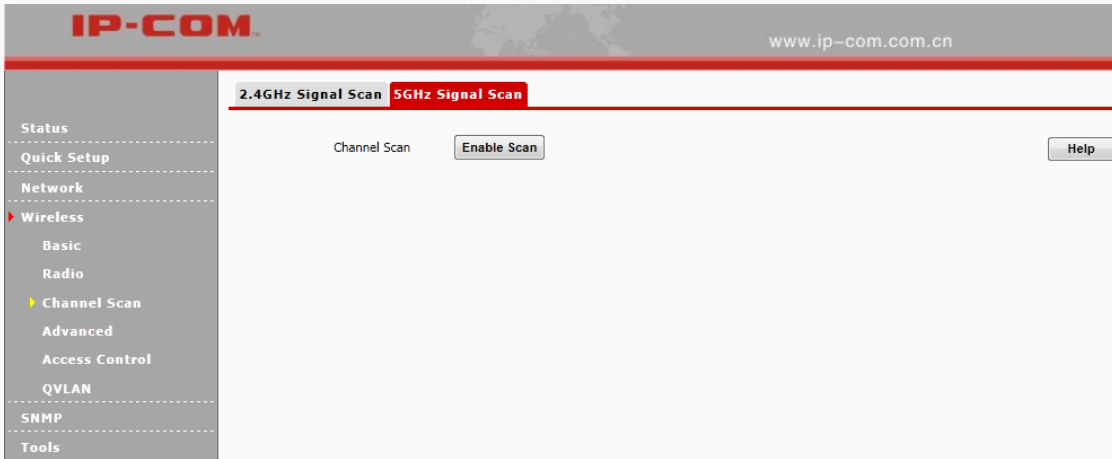 IP-COM
www.ip-com.com.cn
2.4GHz Signal Scan 5GHz Signal Scan
Status
Channel Scan Enable Scan Help
Quick Setup
Network
Wireless
Basic
Radio
Channel Scan
Advanced
Access Control
QVLAN
SNMP
Tools